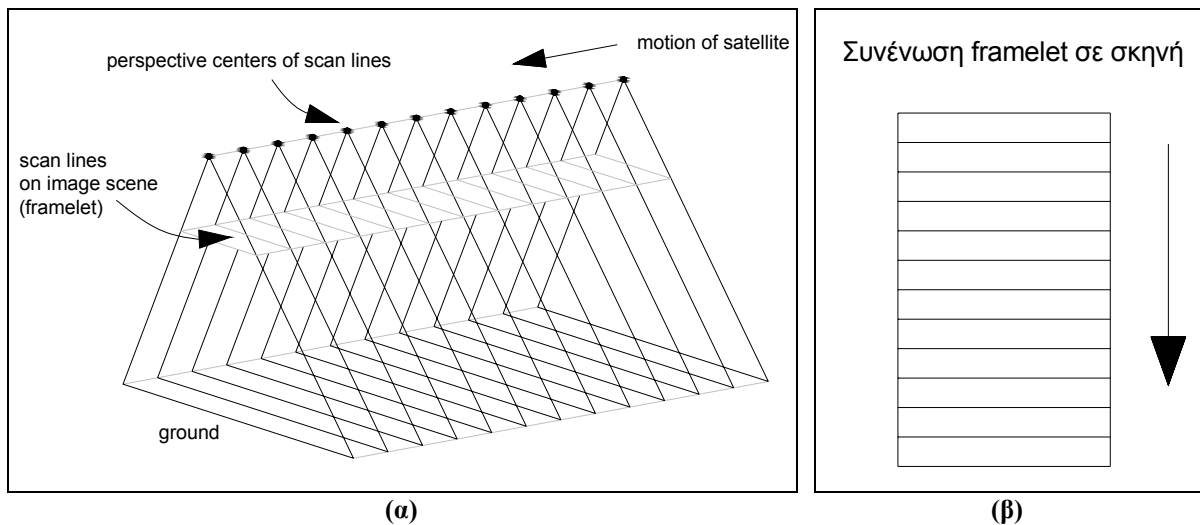 motion of satellite
perspective centers of scan lines
scan lines
on image scene
(framelet)
ground
(α)
Συνένωση framelet σε σκηνή
(β)